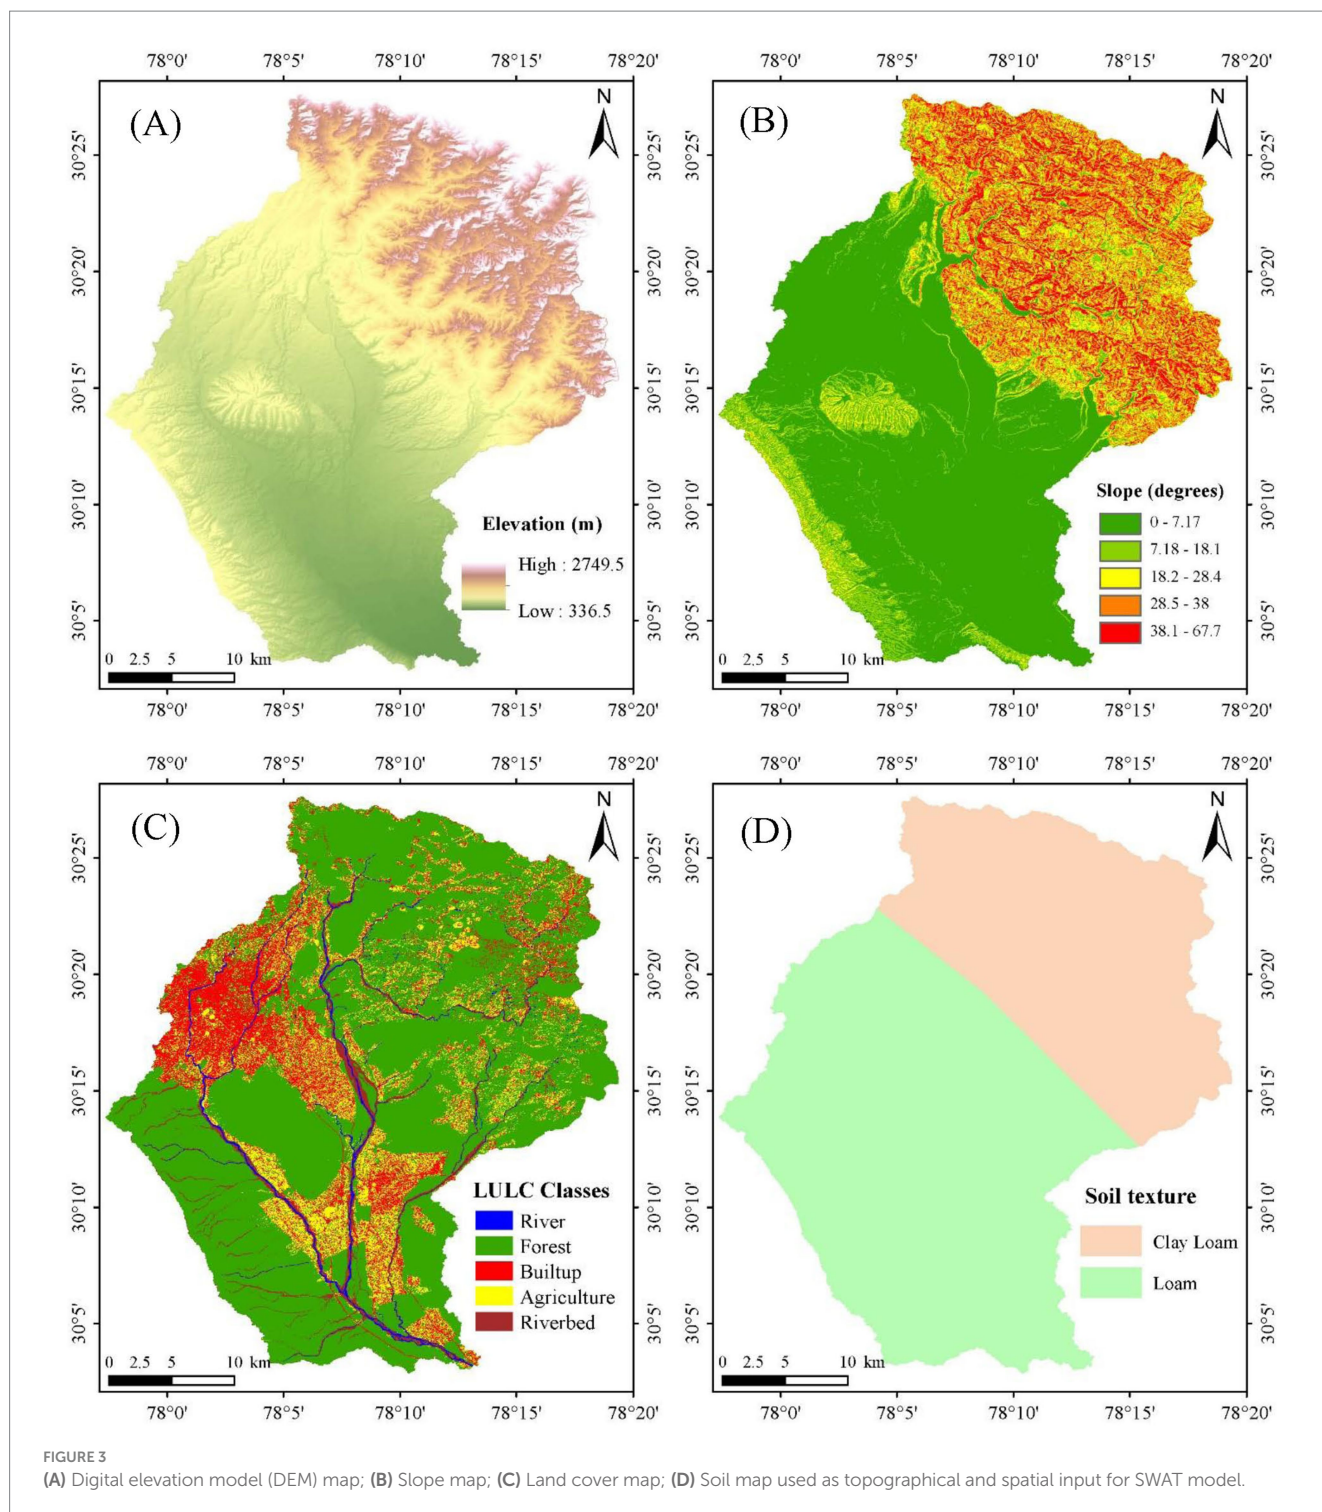 78°0' 78°5' 78°10' 78°15' 78°20'
(A)
N
30°25'
30°20'
30°15'
30°10'
30°5'
30°25'
30°20'
30°15'
30°10'
30°5'
Elevation (m)
High : 2749.5
Low : 336.5
0 2.5 5 10 km
78°0' 78°5' 78°10' 78°15' 78°20'
78°0' 78°5' 78°10' 78°15' 78°20'
(B)
N
30°25'
30°20'
30°15'
30°10'
30°5'
30°25'
30°20'
30°15'
30°10'
30°5'
Slope (degrees)
0 - 7.17
7.18 - 18.1
18.2 - 28.4
28.5 - 38
38.1 - 67.7
0 2.5 5 10 km
78°0' 78°5' 78°10' 78°15' 78°20'
78°0' 78°5' 78°10' 78°15' 78°20'
(C)
N
30°25'
30°20'
30°15'
30°10'
30°5'
30°25'
30°20'
30°15'
30°10'
30°5'
LULC Classes
River
Forest
Builtup
Agriculture
Riverbed
0 2.5 5 10 km
78°0' 78°5' 78°10' 78°15' 78°20'
78°0' 78°5' 78°10' 78°15' 78°20'
(D)
N
30°25'
30°20'
30°15'
30°10'
30°5'
30°25'
30°20'
30°15'
30°10'
30°5'
Soil texture
Clay Loam
Loam
0 2.5 5 10 km
78°0' 78°5' 78°10' 78°15' 78°20'
FIGURE 3
(A) Digital elevation model (DEM) map; (B) Slope map; (C) Land cover map; (D) Soil map used as topographical and spatial input for SWAT model.